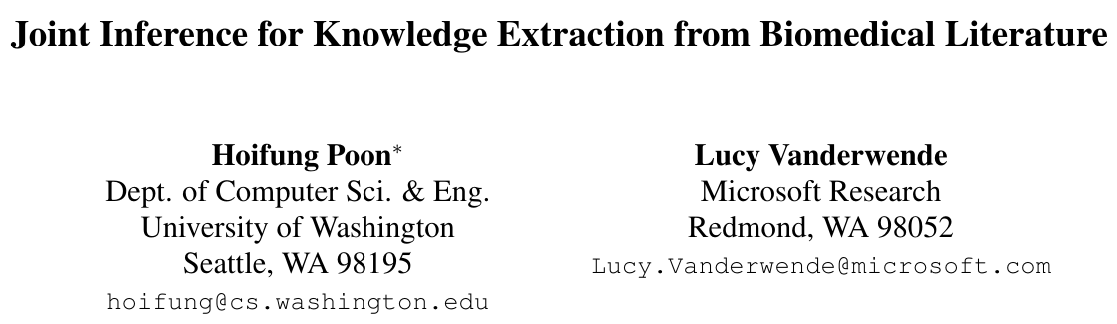 Joint Inference for Knowledge Extraction from Biomedical Literature
Hoifung Poon*
Dept. of Computer Sci. & Eng.
University of Washington
Seattle, WA 98195
hoifung@cs.washington.edu
Lucy Vanderwende
Microsoft Research
Redmond, WA 98052
Lucy.Vanderwende@microsoft.com